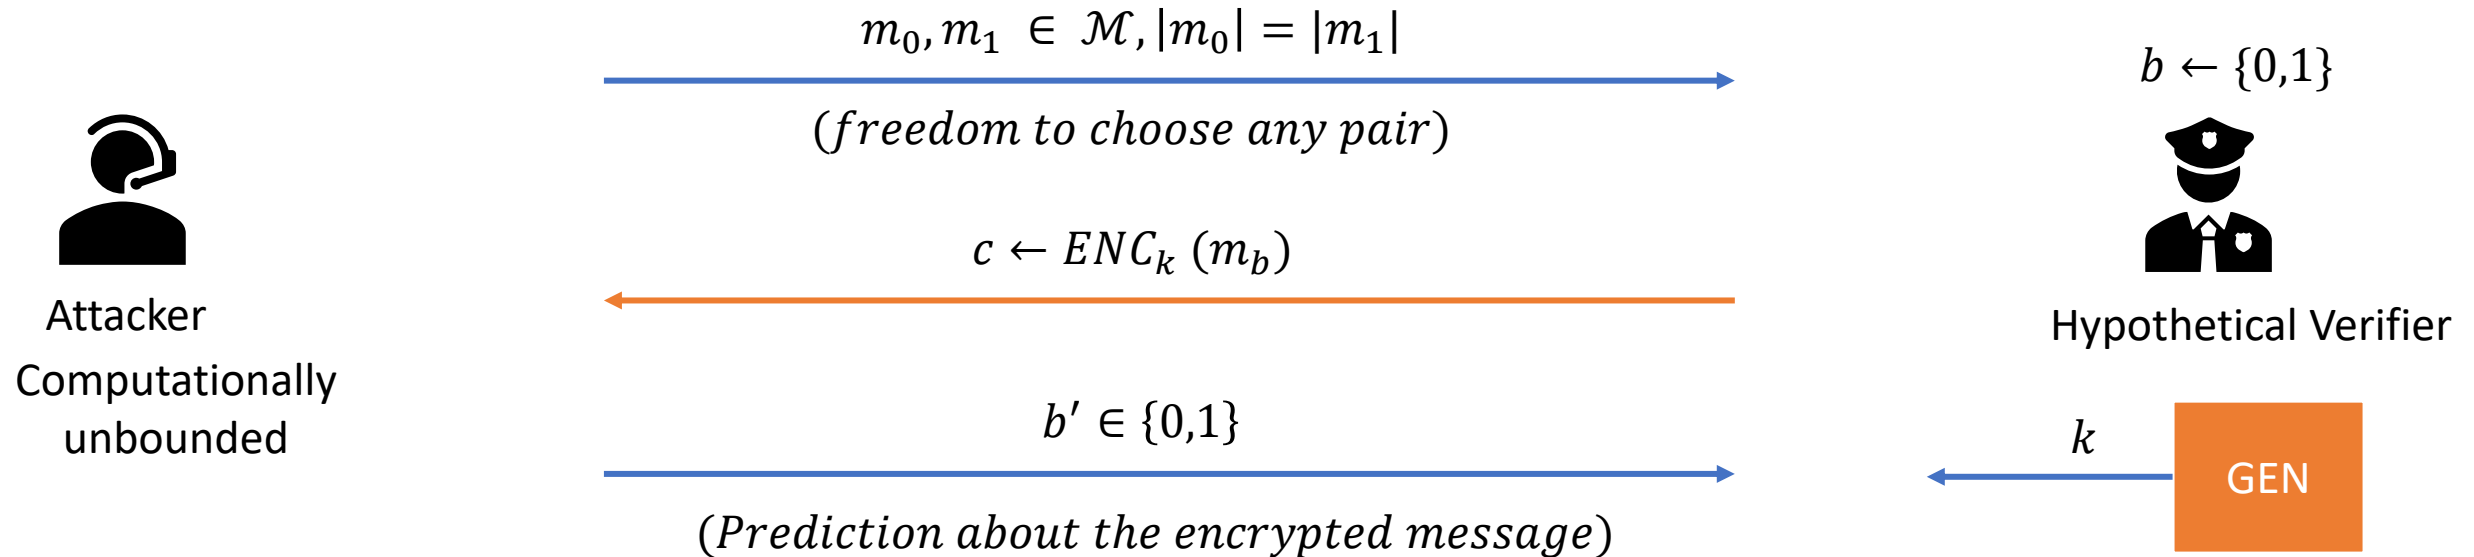 m₀, m₁ ∈ ℳ, |m₀| = |m₁|
b ← {0,1}
(freedom to choose any pair)
c ← ENCₖ (m_b)
Attacker
Hypothetical Verifier
Computationally
unbounded
b′ ∈ {0,1}
k
GEN
(Prediction about the encrypted message)